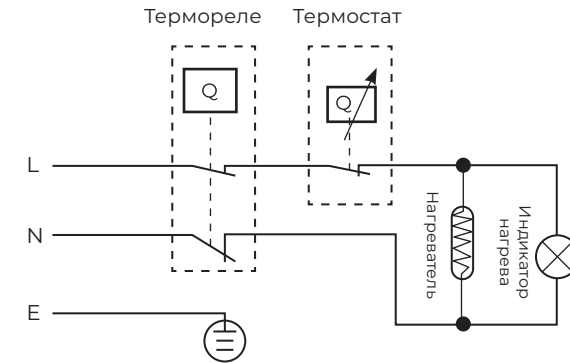 Термореле
Термостат
Q
Q
L
N
E
Нагреватель
Индикатор
нагрева